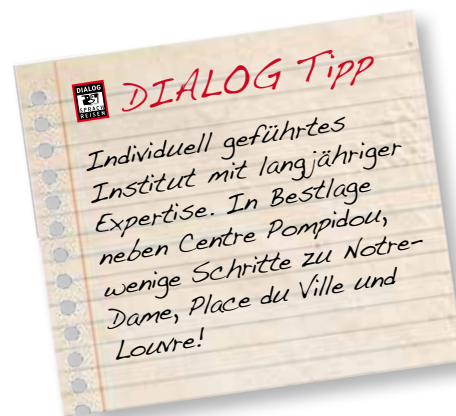 DIALOG
SPRACH
REISEN
DIALOG Tipp
Individuell geführtes
Institut mit langjähriger
Expertise. In Bestlage
neben Centre Pompidou,
wenige Schritte zu Notre-
Dame, Place du Ville und
Louvre!